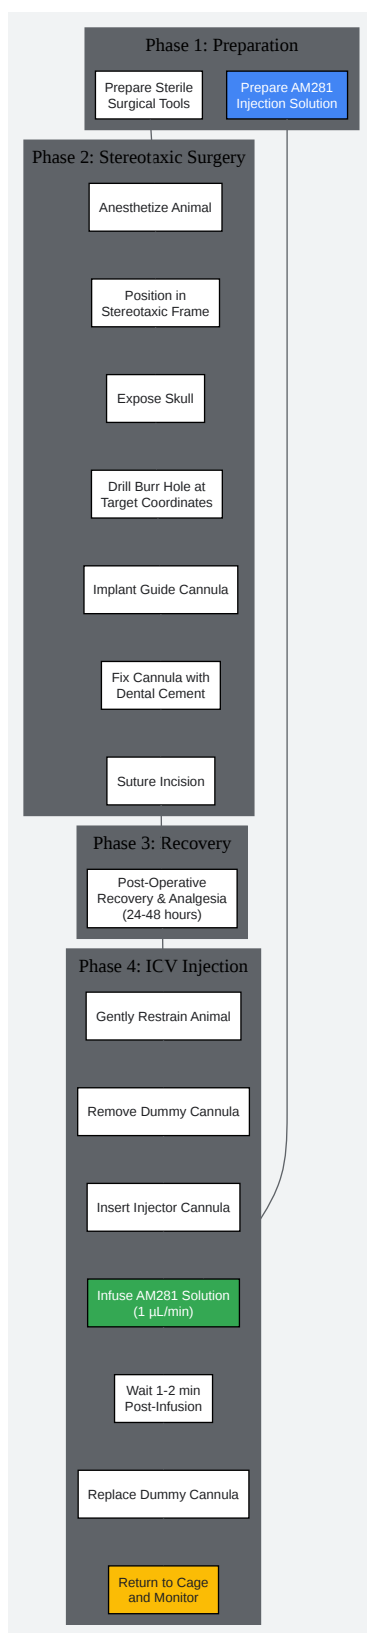 Phase 1: Preparation
Prepare Sterile
Surgical Tools
Prepare AM281
Injection Solution
Phase 2: Stereotaxic Surgery
Anesthetize Animal
Position in
Stereotaxic Frame
Expose Skull
Drill Burr Hole at
Target Coordinates
Implant Guide Cannula
Fix Cannula with
Dental Cement
Suture Incision
Phase 3: Recovery
Post-Operative
Recovery & Analgesia
(24-48 hours)
Phase 4: ICV Injection
Gently Restrain Animal
Remove Dummy Cannula
Insert Injector Cannula
Infuse AM281 Solution
(1 µL/min)
Wait 1-2 min
Post-Infusion
Replace Dummy Cannula
Return to Cage
and Monitor